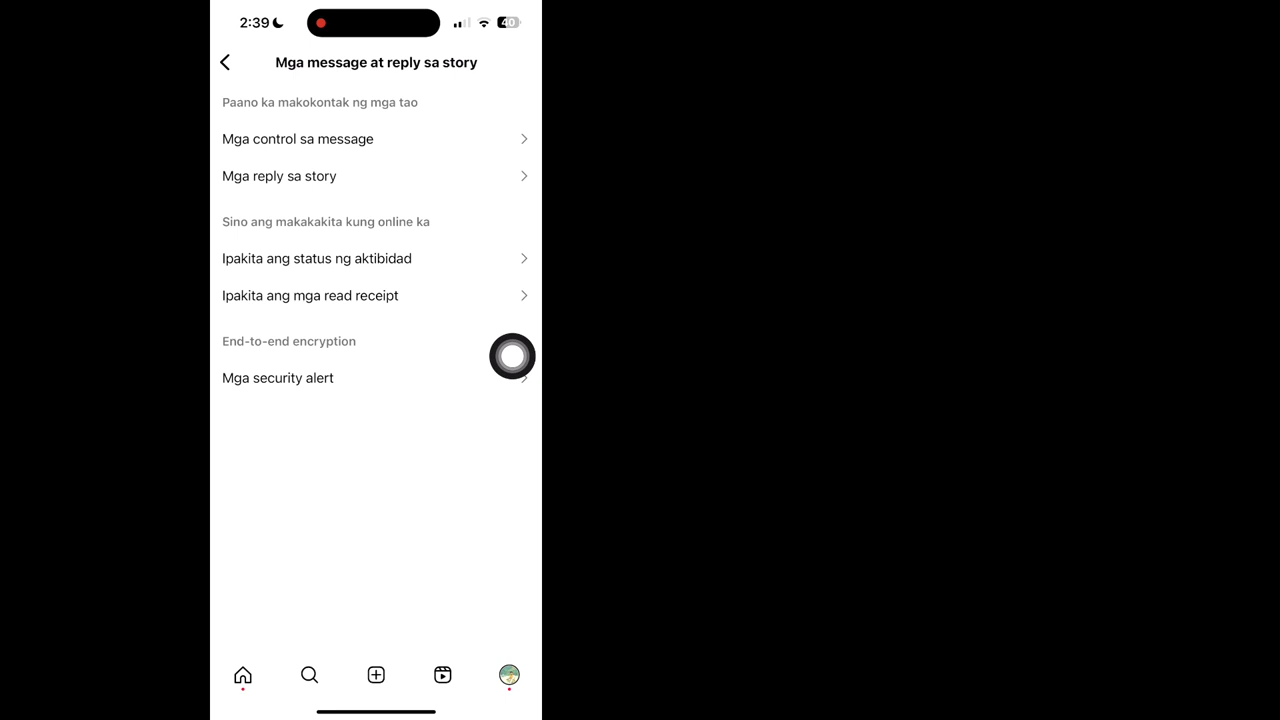 2:39
40
Mga message at reply sa story
Paano ka makokontak ng mga tao
Mga control sa message
Mga reply sa story
Sino ang makakakita kung online ka
Ipakita ang status ng aktibidad
Ipakita ang mga read receipt
End-to-end encryption
Mga security alert